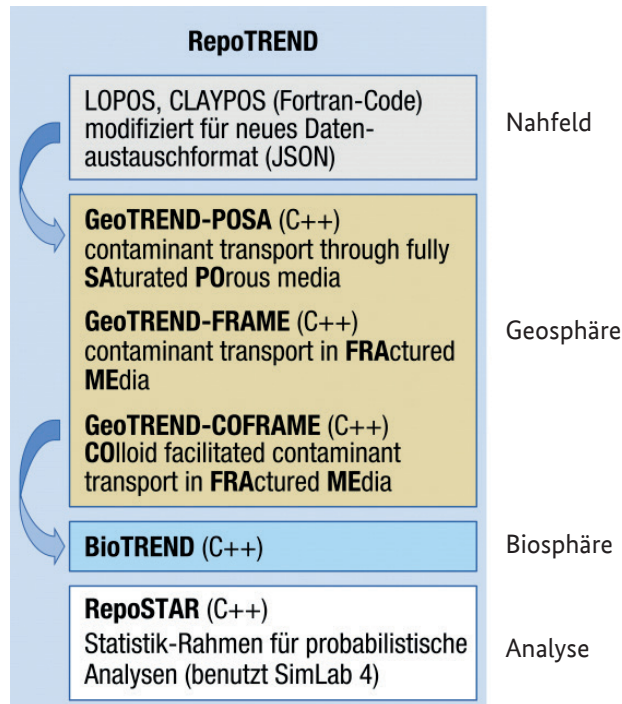 RepoTREND
LOPOS, CLAYPOS (Fortran-Code)
modifiziert für neues Daten-
austauschformat (JSON)
Nahfeld
GeoTREND-POSA (C++)
contaminant transport through fully
SAturated POrous media
GeoTREND-FRAME (C++)
contaminant transport in FRActured
MEdia
GeoTREND-COFRAME (C++)
COlloid facilitated contaminant
transport in FRActured MEdia
Geosphäre
BioTREND (C++)
Biosphäre
RepoSTAR (C++)
Statistik-Rahmen für probabilistische
Analysen (benutzt SimLab 4)
Analyse